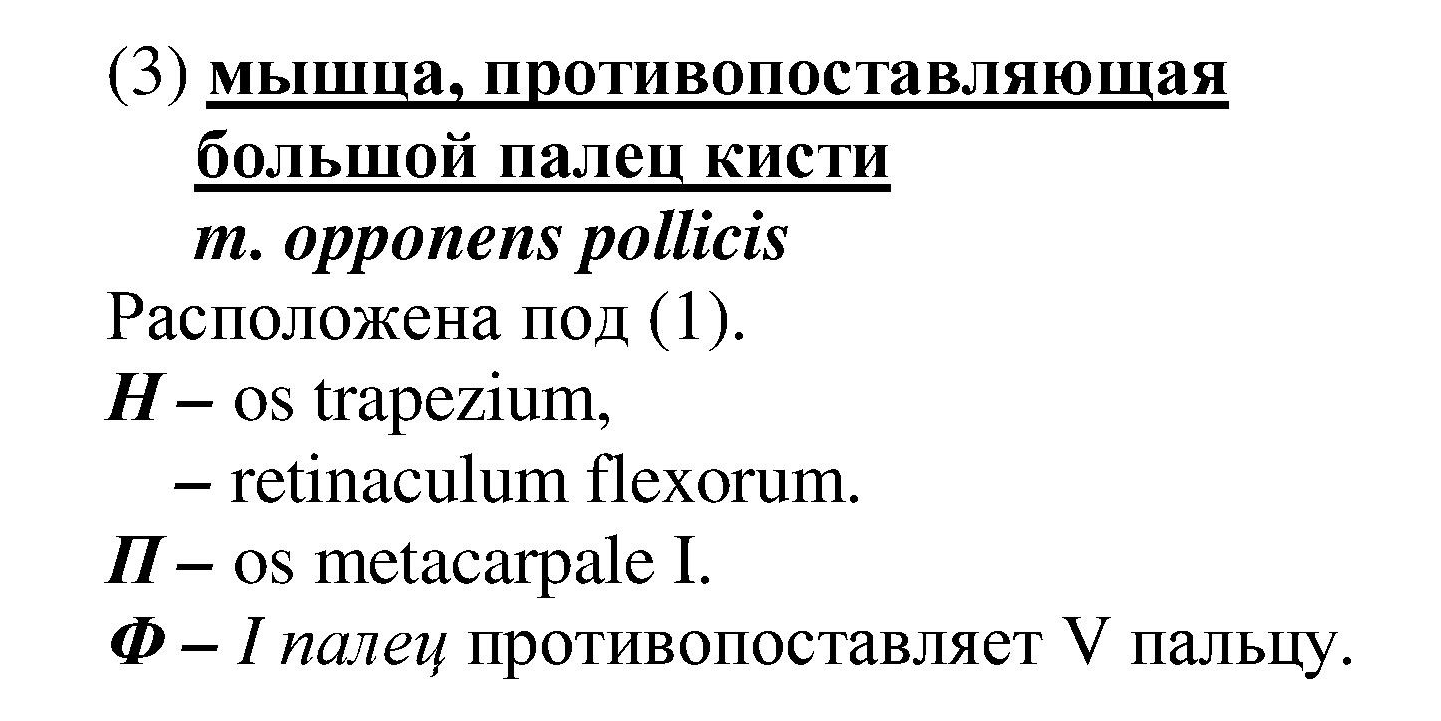 (3) мышца, противопоставляющая
большой палец кисти
m. opponens pollicis
Расположена под (1).
Н – os trapezium,
– retinaculum flexorum.
П – os metacarpale I.
Ф – I палец противопоставляет V пальцу.